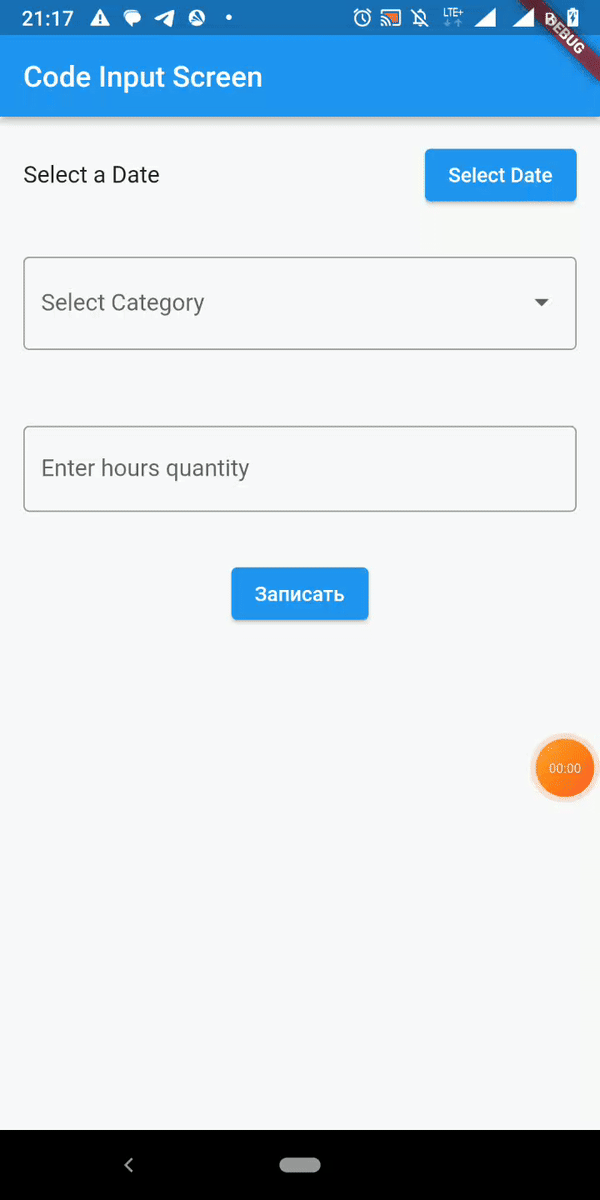 21:17
LTE+
DEBUG
Code Input Screen
Select a Date
Select Date
Select Category
Enter hours quantity
Записать
00:00